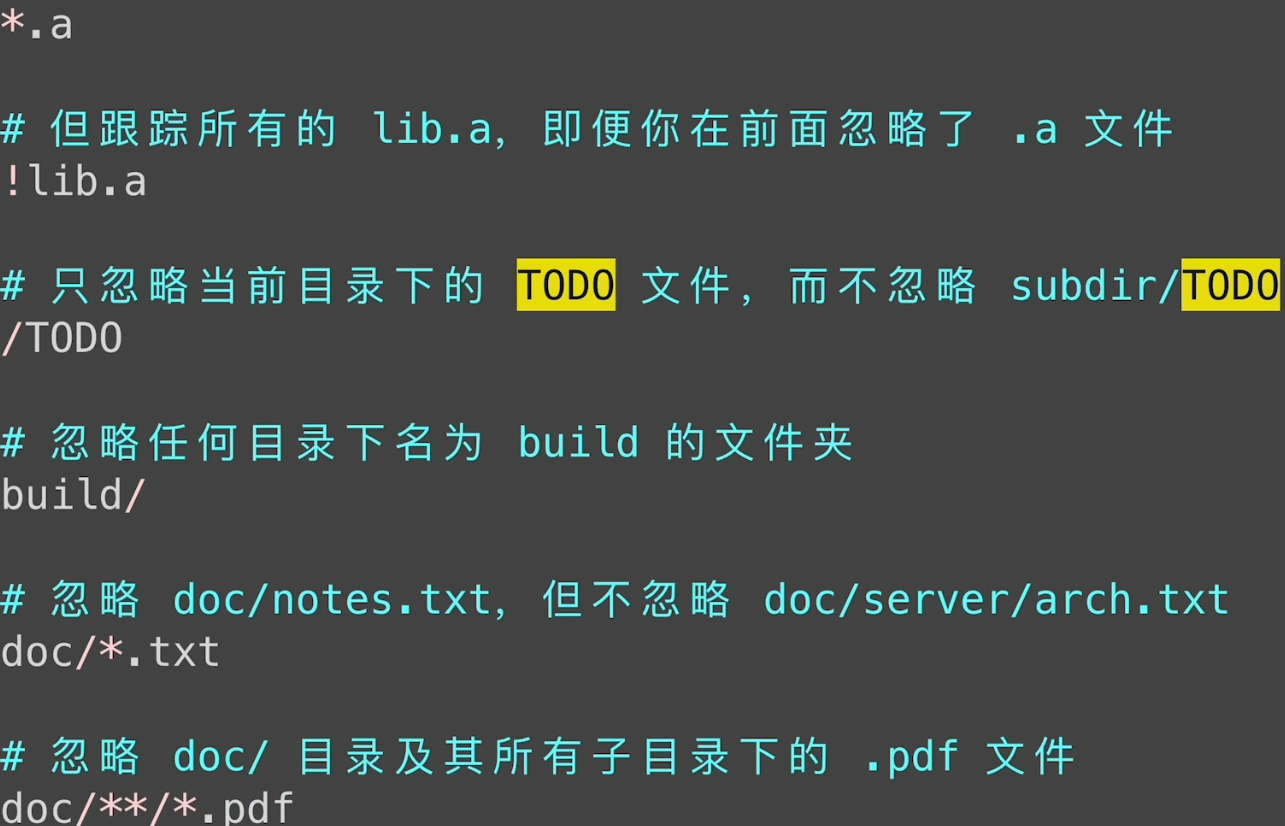 *.a
# 但跟踪所有的 lib.a, 即便你在前面忽略了 .a 文件
!lib.a
# 只忽略当前目录下的 TODO 文件, 而不忽略 subdir/TODO
/TODO
# 忽略任何目录下名为 build 的文件夹
build/
# 忽略 doc/notes.txt, 但不忽略 doc/server/arch.txt
doc/*.txt
# 忽略 doc/ 目录及其所有子目录下的 .pdf 文件
doc/**/*.pdf